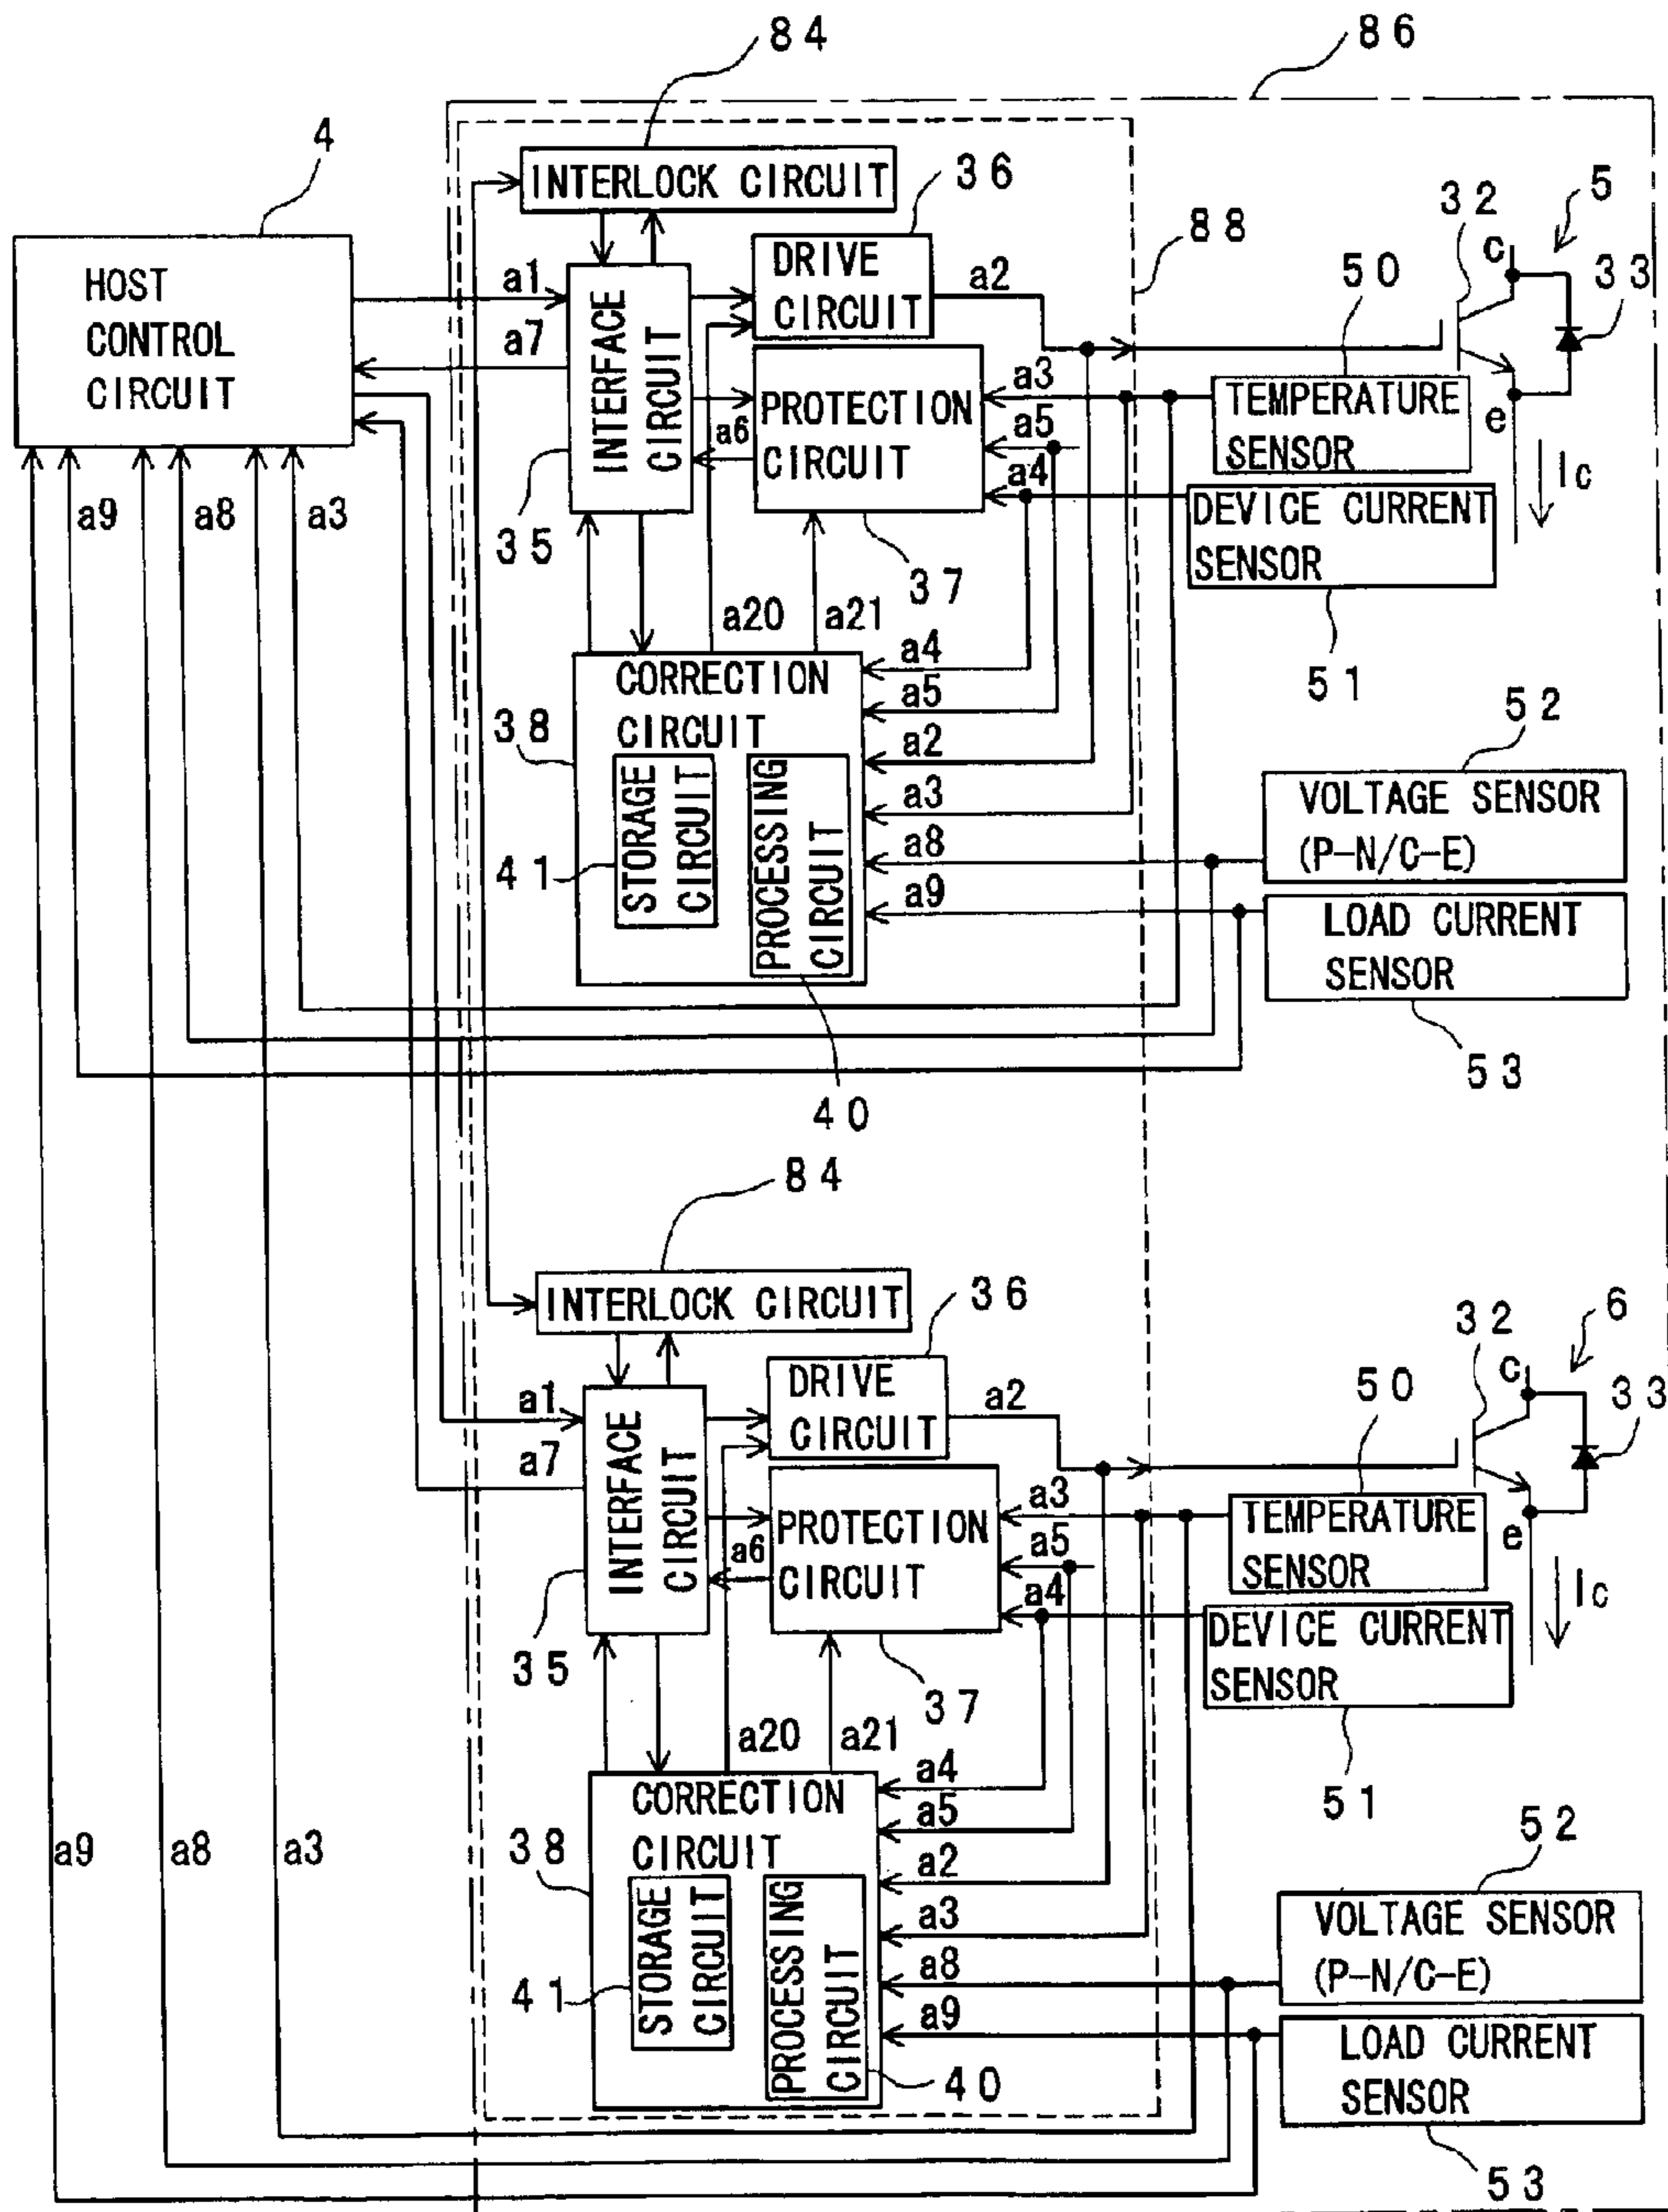 84
86
4
INTERLOCK CIRCUIT
36
32
5
HOST
CONTROL
CIRCUIT
a1
a7
INTERFACE
CIRCUIT
DRIVE
CIRCUIT
a2
88
50
c
33
a6
PROTECTION
CIRCUIT
a3
a5
a4
TEMPERATURE
SENSOR
e
Ic
a9
a8
a3
35
37
DEVICE CURRENT
SENSOR
51
a20
a21
38
CORRECTION
CIRCUIT
a4
a5
a2
a3
a8
a9
41
STORAGE
CIRCUIT
PROCESSING
CIRCUIT
52
VOLTAGE SENSOR
(P-N/C-E)
LOAD CURRENT
SENSOR
53
40
84
INTERLOCK CIRCUIT
36
32
6
a1
a7
INTERFACE
CIRCUIT
DRIVE
CIRCUIT
a2
50
c
33
a6
PROTECTION
CIRCUIT
a3
a5
a4
TEMPERATURE
SENSOR
e
Ic
35
37
DEVICE CURRENT
SENSOR
51
a20
a21
a9
a8
a3
38
CORRECTION
CIRCUIT
a4
a5
a2
a3
a8
a9
41
STORAGE
CIRCUIT
PROCESSING
CIRCUIT
40
52
VOLTAGE SENSOR
(P-N/C-E)
LOAD CURRENT
SENSOR
53